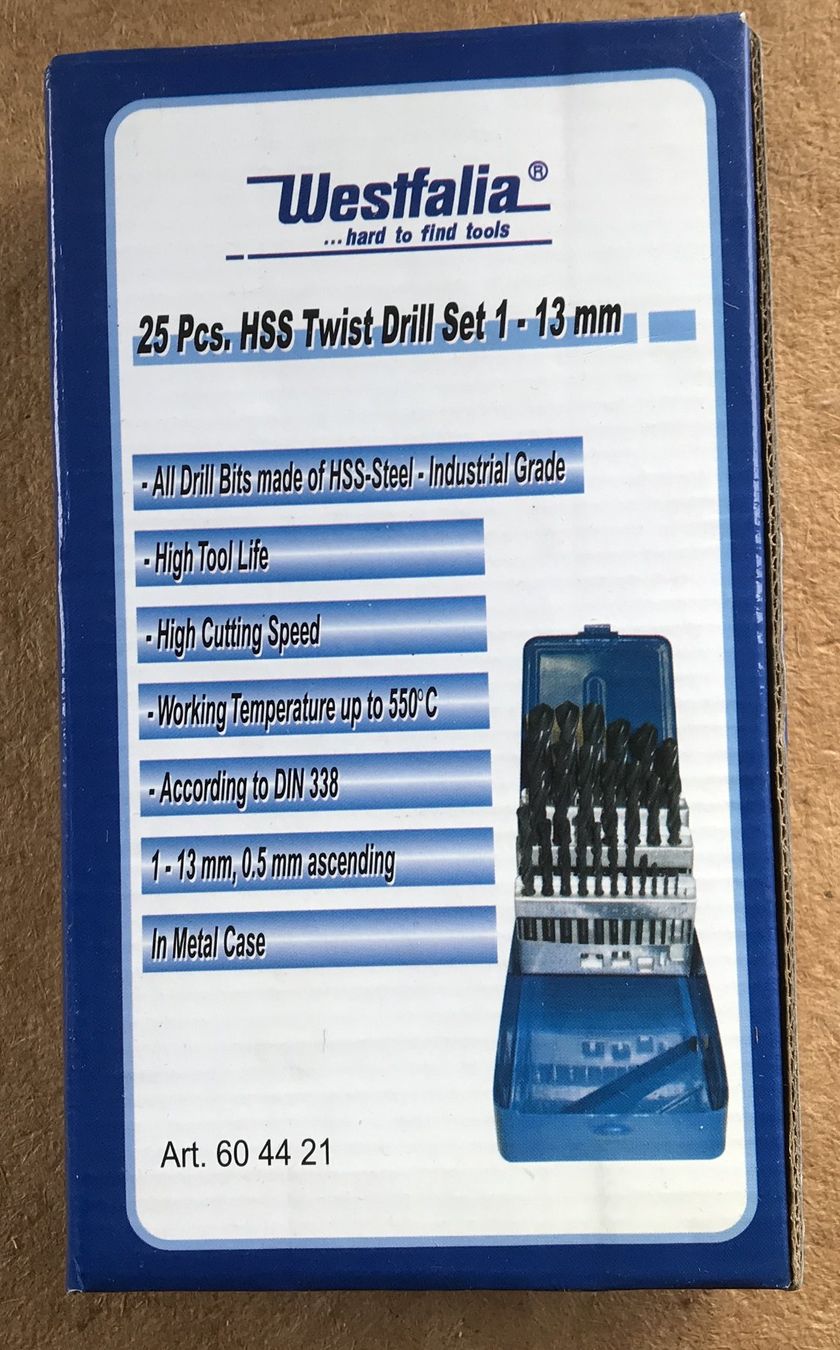 Westfalia®
...hard to find tools
25 Pcs. HSS Twist Drill Set 1 - 13 mm
- All Drill Bits made of HSS-Steel - Industrial Grade
- High Tool Life
- High Cutting Speed
- Working Temperature up to 550°C
- According to DIN 338
1 - 13 mm, 0.5 mm ascending
In Metal Case
Art. 60 44 21